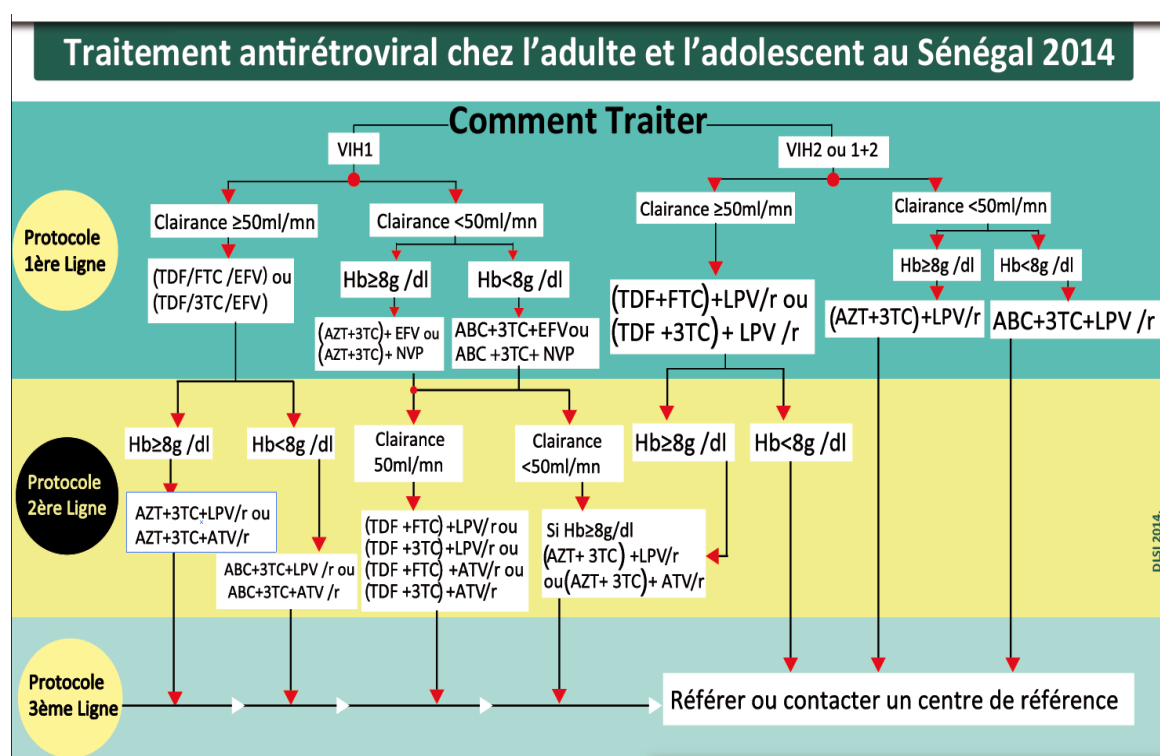 Traitement antirétroviral chez l'adulte et l'adolescent au Sénégal 2014
Comment Traiter
VIH1
VIH2 ou 1+2
Protocole
1ère Ligne
Clairance ≥50ml/mn
Clairance <50ml/mn
Clairance ≥50ml/mn
Clairance <50ml/mn
(TDF/FTC /EFV) ou
(TDF/3TC/EFV)
Hb≥8g /dl
Hb<8g /dl
(AZT+3TC)+ EFV ou
(AZT+3TC)+ NVP
ABC+3TC+EFVou
ABC +3TC+ NVP
(TDF+FTC) +LPV/r ou
(TDF +3TC) + LPV /r
Hb≥8g /dl
Hb<8g /dl
(AZT+3TC) +LPV/r
ABC+3TC+LPV /r
Protocole
2ère Ligne
Hb≥8g /dl
Hb<8g /dl
Clairance
50ml/mn
Clairance
<50ml/mn
Hb≥8g /dl
Hb<8g /dl
AZT+3TC+LPV/r ou
AZT+3TC+ATV/r
ABC+3TC+LPV /r ou
ABC+3TC+ATV /r
(TDF +FTC) +LPV/r ou
(TDF +3TC) +LPV/r ou
(TDF +FTC) +ATV/r ou
(TDF +3TC) +ATV/r
Si Hb≥8g/dl
(AZT+ 3TC) +LPV/r
ou(AZT+ 3TC)+ ATV/r
DLSI 2014.
Protocole
3ème Ligne
Référer ou contacter un centre de référence